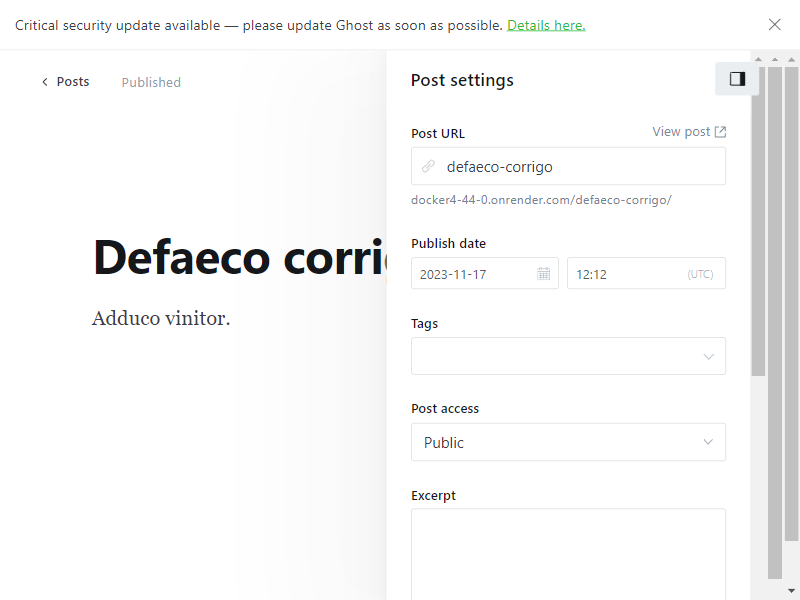 Critical security update available — please update Ghost as soon as possible. Details here.
Posts
Published
Post settings
Post URL
View post
defaeco-corrigo
docker4-44-0.onrender.com/defaeco-corrigo/
Defaeco corrig
Publish date
2023-11-17
12:12
(UTC)
Adduco vinitor.
Tags
Post access
Public
Excerpt